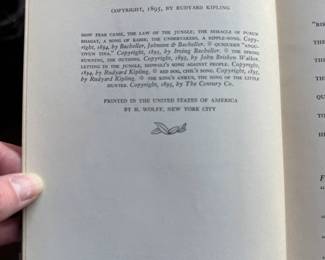 COPYRIGHT, 1895, BY RUDYARD KIPLING
HOW FEAR CAME, THE LAW OF THE JUNGLE; THE MIRACLE OF PURUN
BHAGAT, A SONG OF KABIR; THE UNDERTAKERS, A RIPPLE-SONG. Copy-
right, 1894, by Bacheller, Johnson & Bacheller. © QUIQUERN "ANGU-
TIVUN TINA." Copyright, 1895, by Irving Bacheller. © THE SPRING
RUNNING, THE OUTSONG. Copyright, 1895, by John Brisben Walker.
LETTING IN THE JUNGLE, MOWGLI'S SONG AGAINST PEOPLE. Copyright,
1894, by Rudyard Kipling. © RED DOG, CHIL'S SONG. Copyright, 1895,
by Rudyard Kipling. © THE KING'S ANKUS, THE SONG OF THE LITTLE
HUNTER. Copyright, 1895, by The Century Co.
PRINTED IN THE UNITED STATES OF AMERICA
BY H. WOLFF, NEW YORK CITY